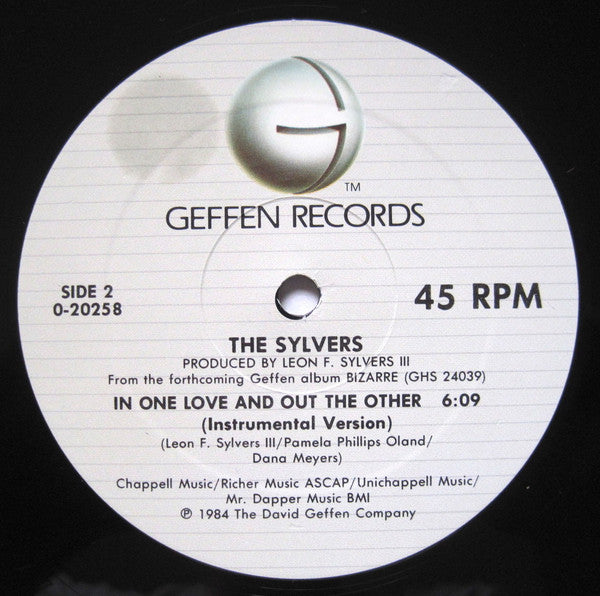 TM
GEFFEN RECORDS
SIDE 2
0-20258
45 RPM
THE SYLVERS
PRODUCED BY LEON F. SYLVERS III
From the forthcoming Geffen album BIZARRE (GHS 24039)
IN ONE LOVE AND OUT THE OTHER 6:09
(Instrumental Version)
(Leon F. Sylvers III/Pamela Phillips Oland/
Dana Meyers)
Chappell Music/Richer Music ASCAP/Unichappell Music/
Mr. Dapper Music BMI
℗ 1984 The David Geffen Company